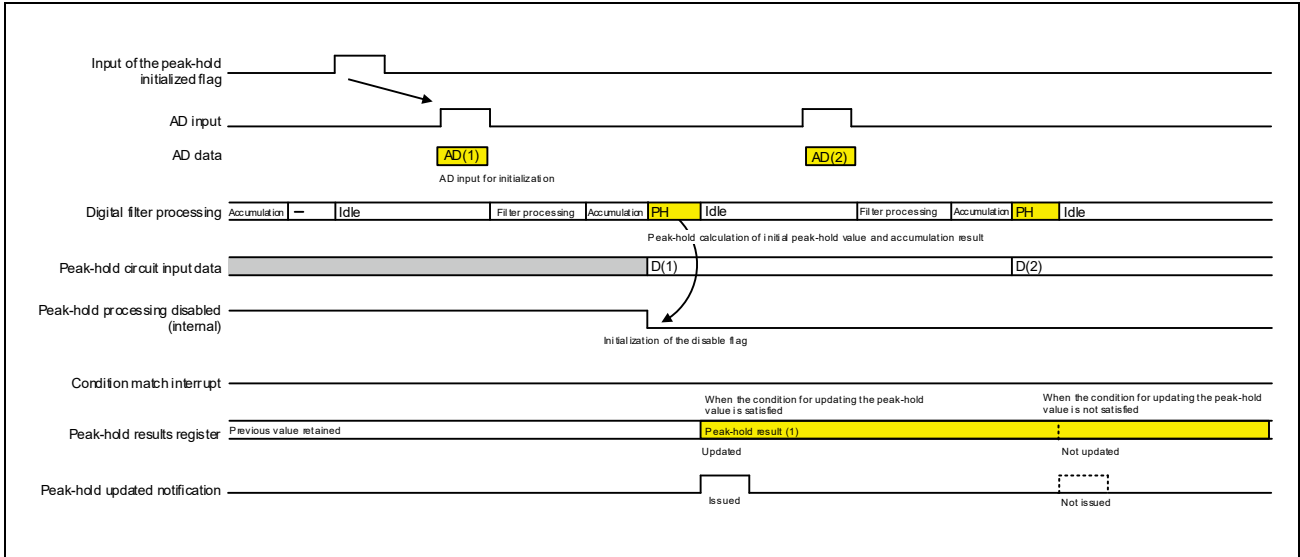 Input of the peak-hold
initialized flag
AD input
AD data
AD(1)
AD(2)
AD input for initialization
Digital filter processing
Accumulation
–
Idle
Filter processing
Accumulation
PH
Idle
Filter processing
Accumulation
PH
Idle
Peak-hold calculation of initial peak-hold value and accumulation result
Peak-hold circuit input data
D(1)
D(2)
Peak-hold processing disabled
(internal)
Initialization of the disable flag
Condition match interrupt
When the condition for updating the peak-hold
value is satisfied
When the condition for updating the peak-hold
value is not satisfied
Peak-hold results register
Previous value retained
Peak-hold result (1)
Updated
Not updated
Peak-hold updated notification
Issued
Not issued